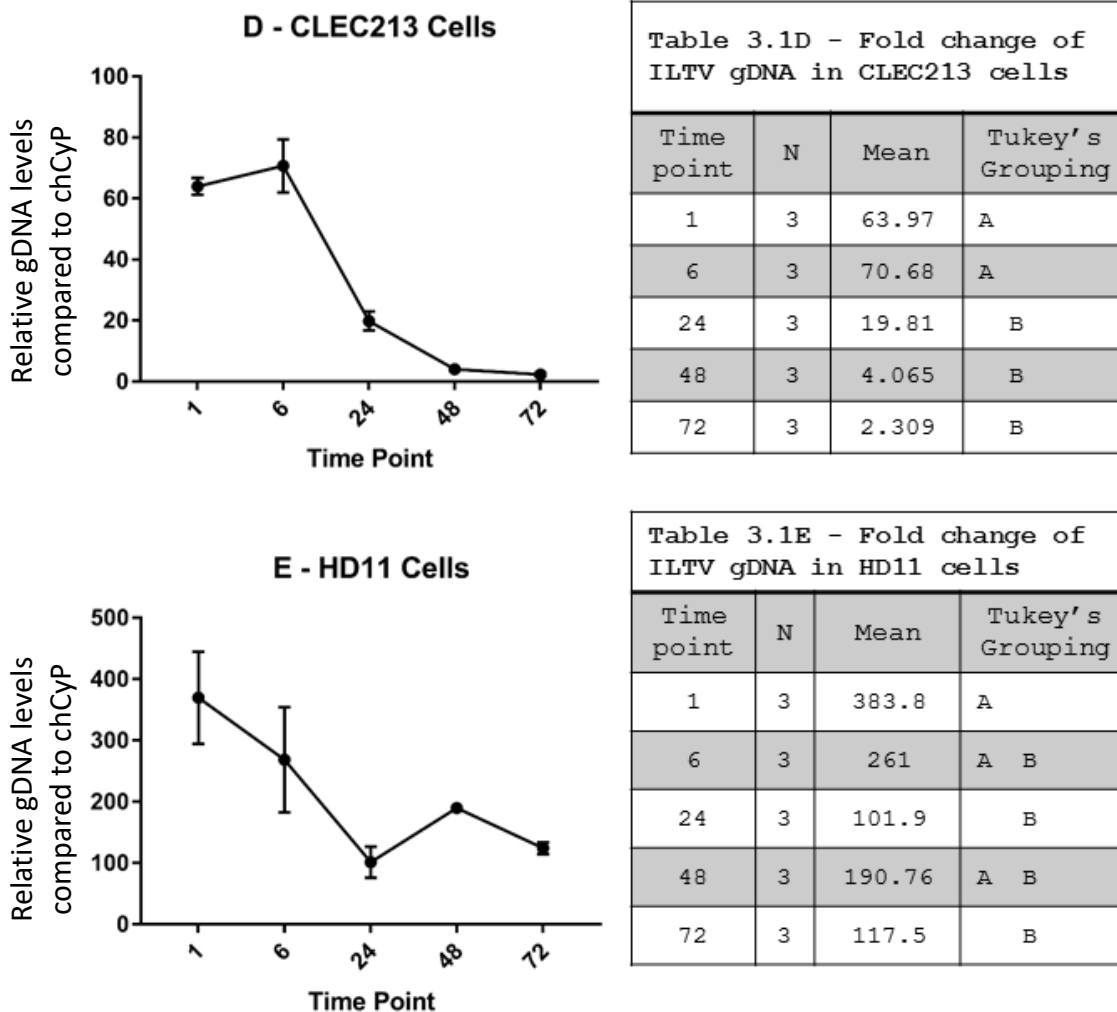 D - CLEC213 Cells
Relative gDNA levels
compared to chCyP
100
80
60
40
20
0
1 6 24 48 72
Time Point
Table 3.1D - Fold change of
ILTV gDNA in CLEC213 cells
Time point N Mean Tukey's Grouping
1 3 63.97 A
6 3 70.68 A
24 3 19.81 B
48 3 4.065 B
72 3 2.309 B
E - HD11 Cells
Relative gDNA levels
compared to chCyP
500
400
300
200
100
0
1 6 24 48 72
Time Point
Table 3.1E - Fold change of
ILTV gDNA in HD11 cells
Time point N Mean Tukey's Grouping
1 3 383.8 A
6 3 261 A B
24 3 101.9 B
48 3 190.76 A B
72 3 117.5 B